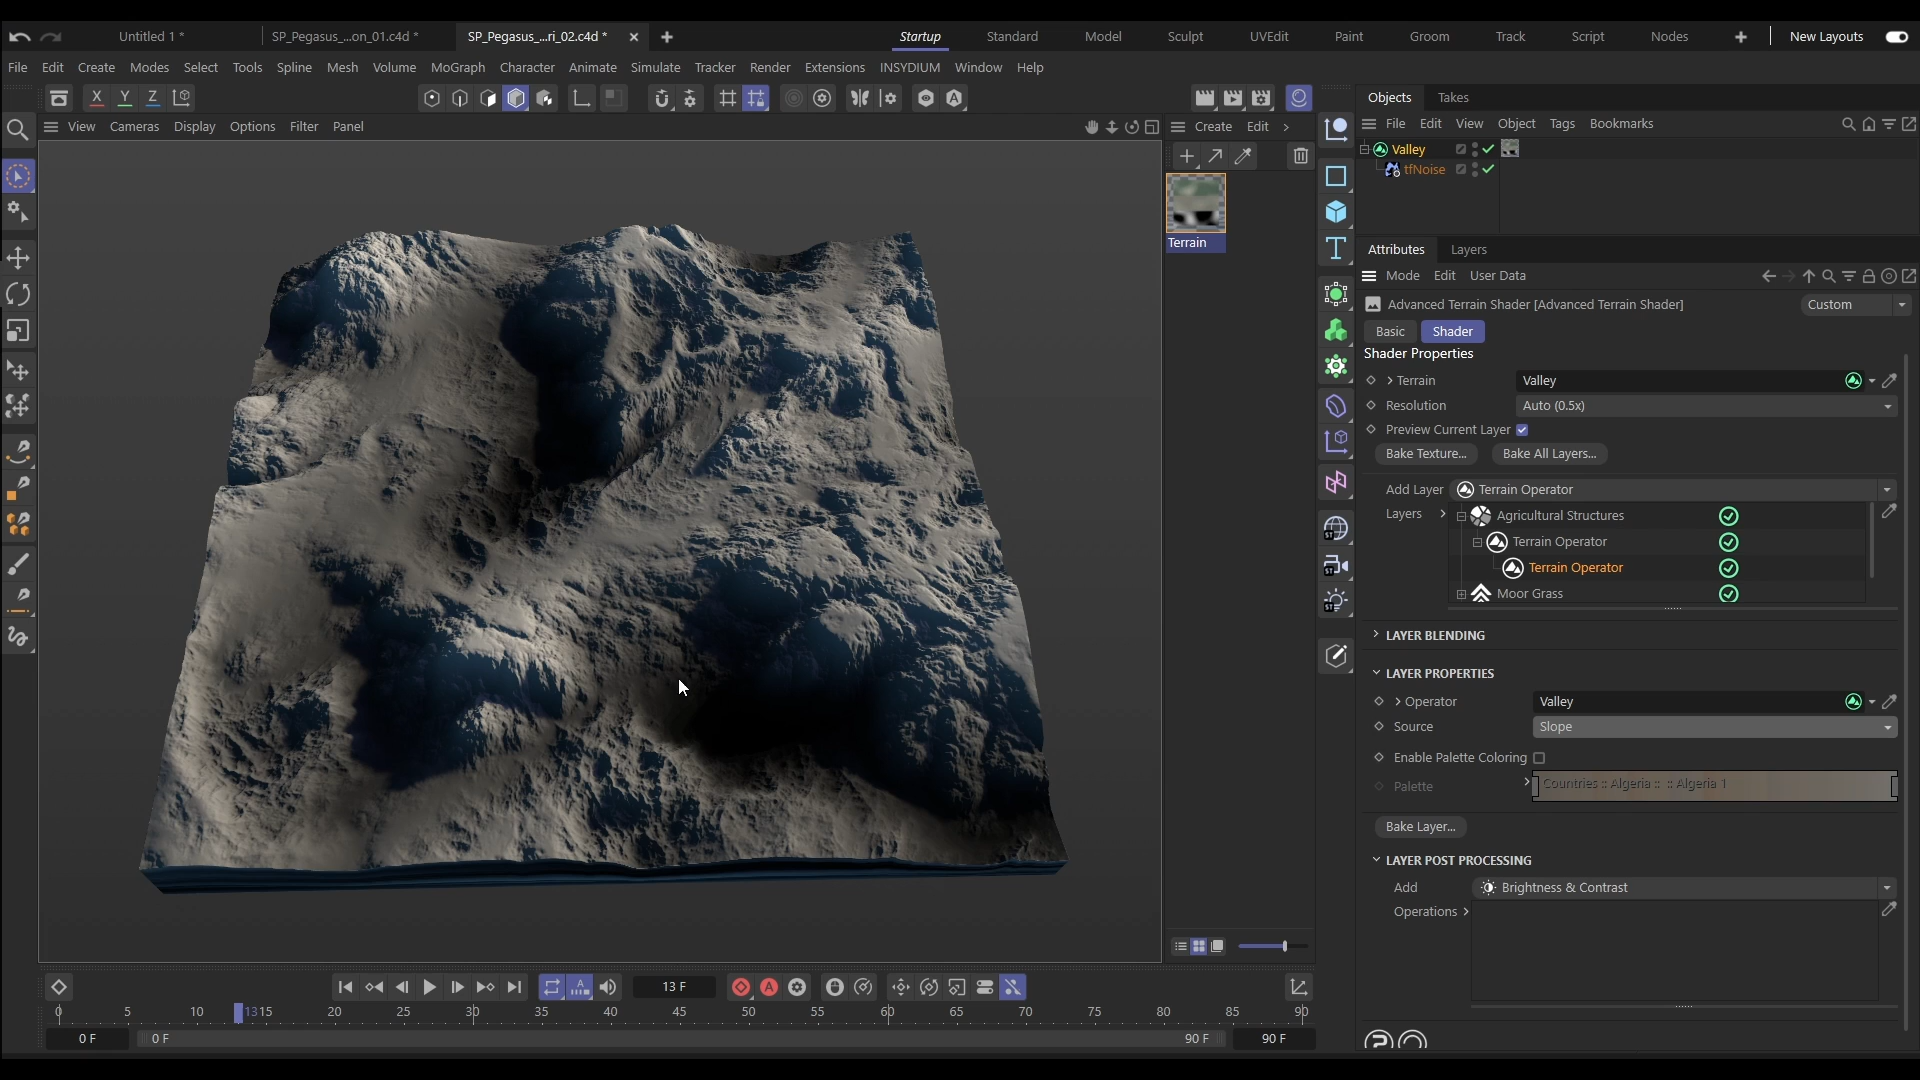 Untitled 1 *
SP_Pegasus_...on_01.c4d *
SP_Pegasus_...ri_02.c4d *
Startup
Standard
Model
Sculpt
UVEdit
Paint
Groom
Track
Script
Nodes
New Layouts
File Edit Create Modes Select Tools Spline Mesh Volume MoGraph Character Animate Simulate Tracker Render Extensions INSYDIUM Window Help
X Y Z
Objects Takes
View Cameras Display Options Filter Panel
Create Edit
File Edit View Object Tags Bookmarks
Valley
tfNoise
Terrain
Attributes Layers
Mode Edit User Data
Advanced Terrain Shader [Advanced Terrain Shader]
Custom
Basic Shader
Shader Properties
Terrain Valley
Resolution Auto (0.5x)
Preview Current Layer
Bake Texture... Bake All Layers...
Add Layer Terrain Operator
Layers Agricultural Structures
Terrain Operator
Terrain Operator
Moor Grass
LAYER BLENDING
LAYER PROPERTIES
Operator Valley
Source Slope
Enable Palette Coloring
Palette Countries :: Algeria :: :: Algeria 1
Bake Layer...
LAYER POST PROCESSING
Add Brightness & Contrast
Operations
13 F
0 5 10 13 15 20 25 30 35 40 45 50 55 60 65 70 75 80 85 90
0 F 0 F 90 F 90 F